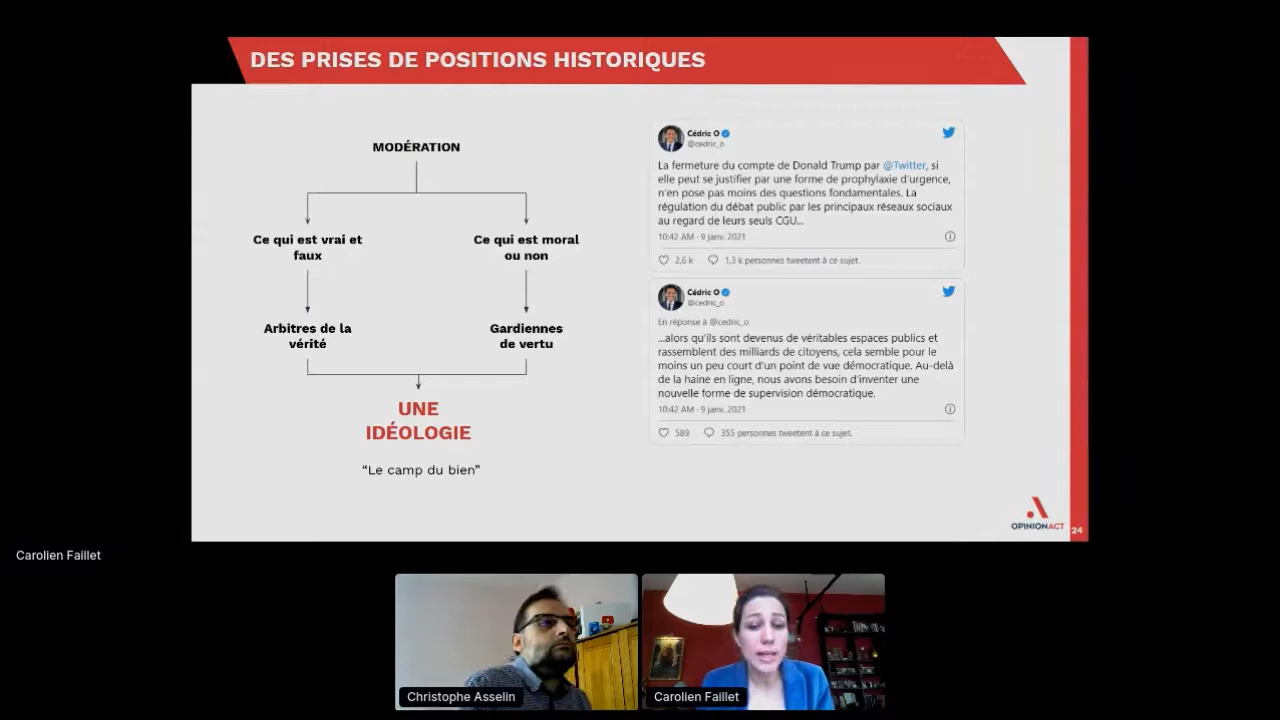 DES PRISES DE POSITIONS HISTORIQUES
MODÉRATION
Ce qui est vrai et
faux
Ce qui est moral
ou non
Arbitres de la
vérité
Gardiennes
de vertu
UNE
IDÉOLOGIE
“Le camp du bien”
Cédric O
@cedric_o
La fermeture du compte de Donald Trump par @Twitter, si
elle peut se justifier par une forme de prophylaxie d'urgence,
n'en pose pas moins des questions fondamentales. La
régulation du débat public par les principaux réseaux sociaux
au regard de leurs seuls CGU...
10:42 AM · 9 janv. 2021
2,6 k 1,3 k personnes tweetent à ce sujet.
Cédric O
@cedric_o
En réponse à @cedric_o
...alors qu'ils sont devenus de véritables espaces publics et
rassemblent des milliards de citoyens, cela semble pour le
moins un peu court d'un point de vue démocratique. Au-delà
de la haine en ligne, nous avons besoin d'inventer une
nouvelle forme de supervision démocratique.
10:42 AM · 9 janv. 2021
589 355 personnes tweetent à ce sujet.
OPINIONACT
24
Carolien Faillet
Christophe Asselin
Carolien Faillet